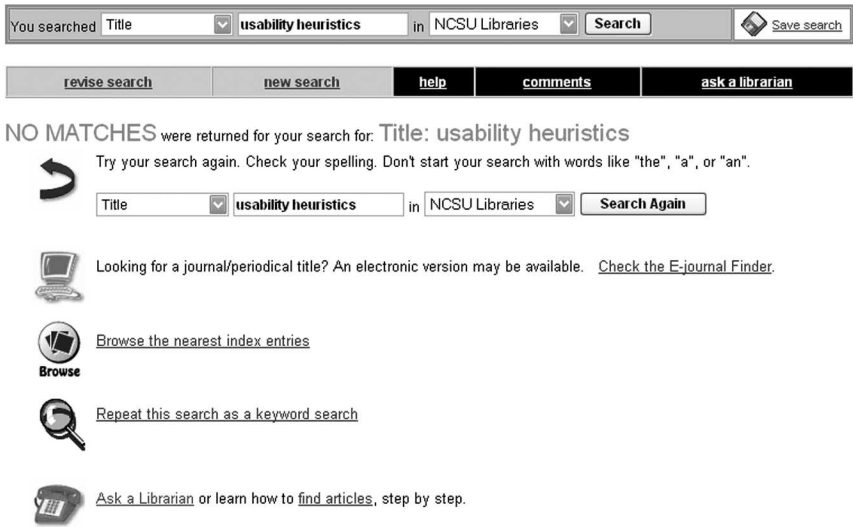 You searched Title usability heuristics in NCSU Libraries Search Save search
revise search new search help comments ask a librarian
NO MATCHES were returned for your search for: Title: usability heuristics
Try your search again. Check your spelling. Don't start your search with words like "the", "a", or "an".
Title usability heuristics in NCSU Libraries Search Again
Looking for a journal/periodical title? An electronic version may be available. Check the E-journal Finder.
Browse the nearest index entries
Browse
Repeat this search as a keyword search
Ask a Librarian or learn how to find articles, step by step.